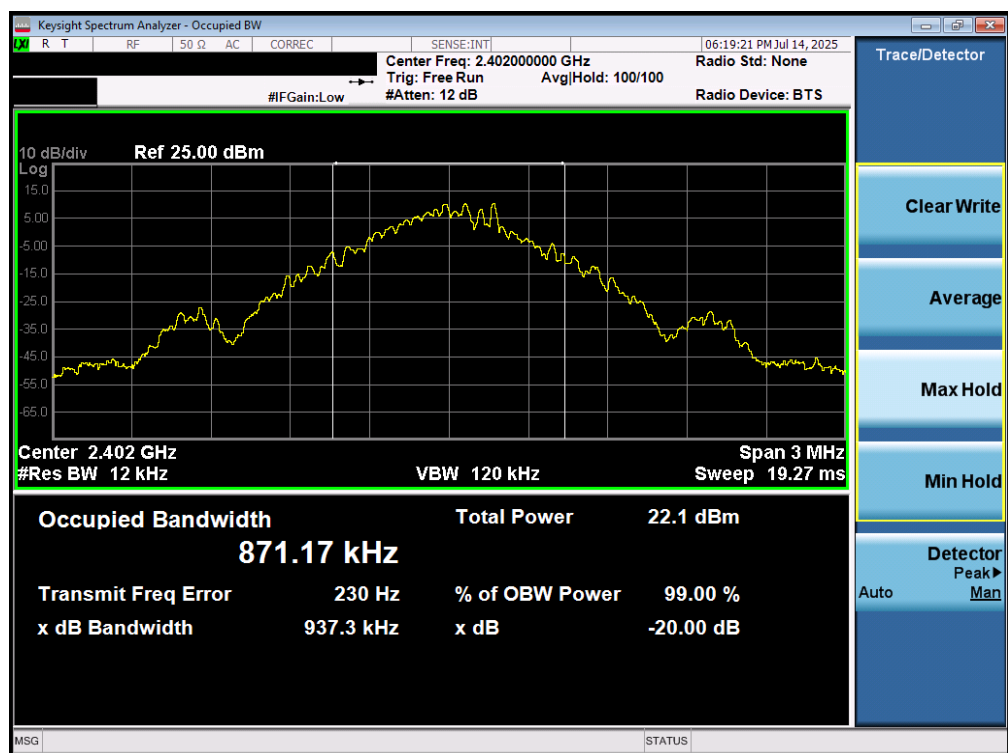 Keysight Spectrum Analyzer - Occupied BW
LXI R T RF 50 Ω AC CORREC SENSE:INT 06:19:21 PM Jul 14, 2025
Center Freq: 2.402000000 GHz Radio Std: None
Trig: Free Run Avg|Hold: 100/100
#IFGain:Low #Atten: 12 dB Radio Device: BTS
10 dB/div Ref 25.00 dBm
Log
15.0
5.00
-5.00
-15.0
-25.0
-35.0
-45.0
-55.0
-65.0
Center 2.402 GHz Span 3 MHz
#Res BW 12 kHz VBW 120 kHz Sweep 19.27 ms
Occupied Bandwidth Total Power 22.1 dBm
871.17 kHz
Transmit Freq Error 230 Hz % of OBW Power 99.00 %
x dB Bandwidth 937.3 kHz x dB -20.00 dB
MSG STATUS
Trace/Detector
Clear Write
Average
Max Hold
Min Hold
Detector
Peak▶
Auto Man